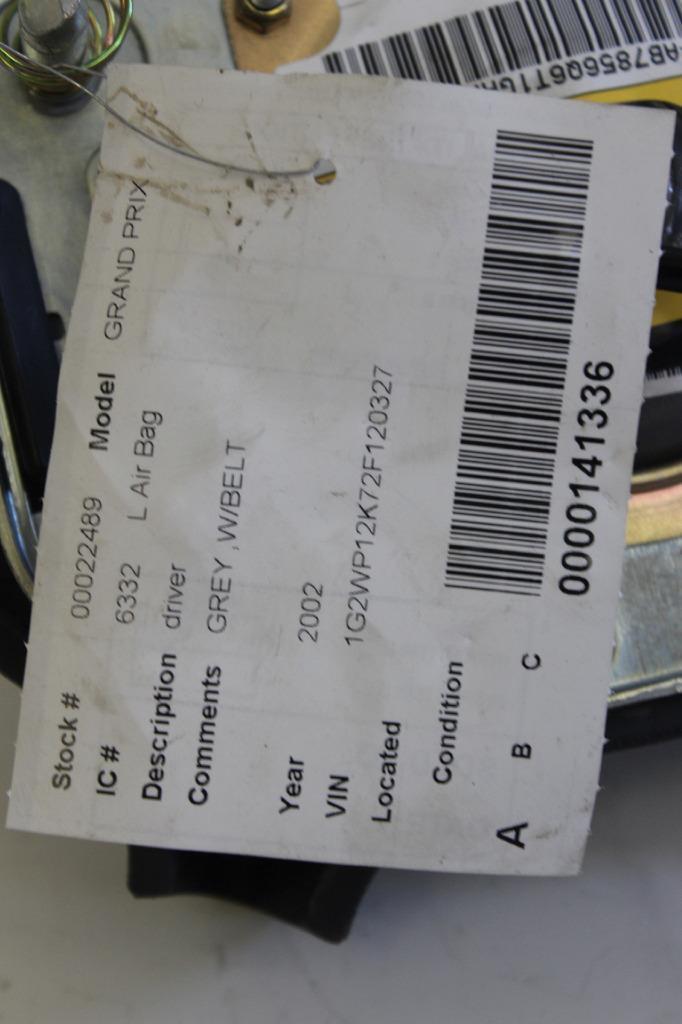 Stock # 00022489 Model GRAND PRIX
IC # 6332 L Air Bag
Description driver
Comments GREY ,W/BELT
Year 2002
VIN 1G2WP12K72F120327
Located
Condition
A B C
0000141336